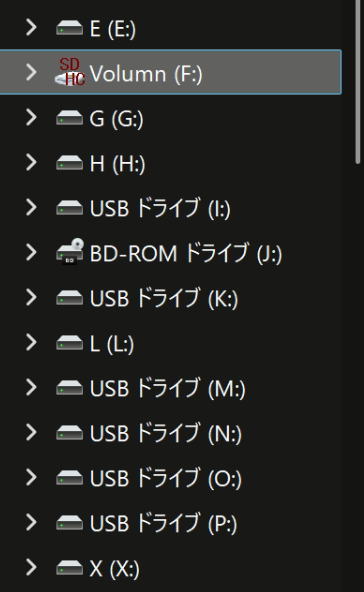 E (E:)
SD
HC
Volumn (F:)
G (G:)
H (H:)
USB ドライブ (I:)
BD-ROM ドライブ (J:)
USB ドライブ (K:)
L (L:)
USB ドライブ (M:)
USB ドライブ (N:)
USB ドライブ (O:)
USB ドライブ (P:)
X (X:)